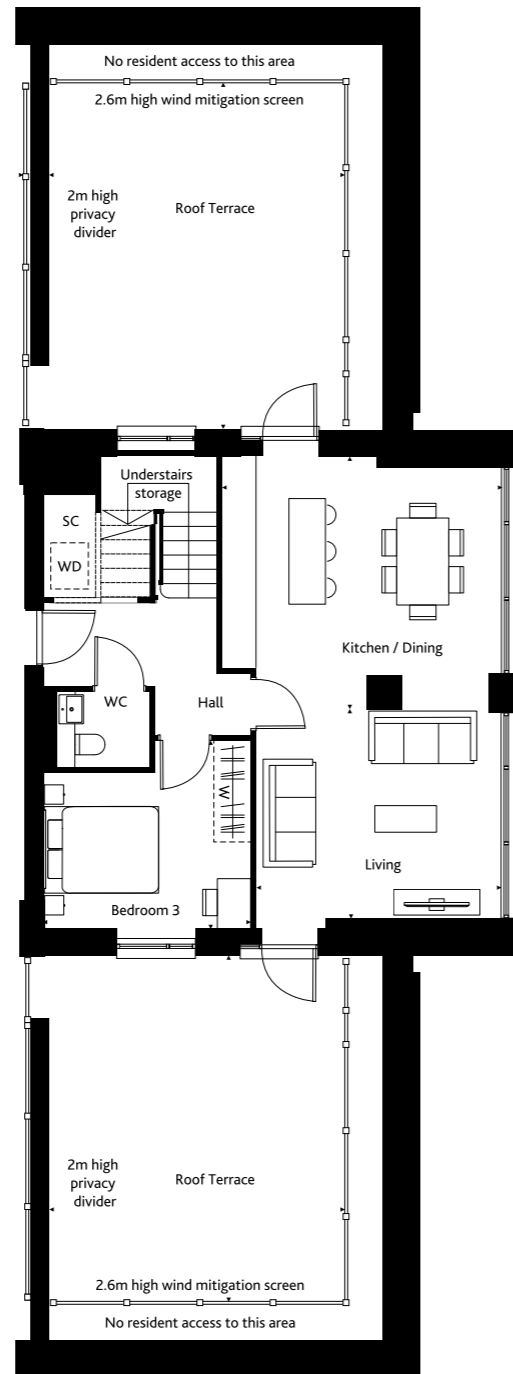 No resident access to this area
2.6m high wind mitigation screen
2m high
privacy
divider
Roof Terrace
Understairs
storage
SC
WD
Kitchen / Dining
WC
Hall
W
Living
Bedroom 3
2m high
privacy
divider
Roof Terrace
2.6m high wind mitigation screen
No resident access to this area